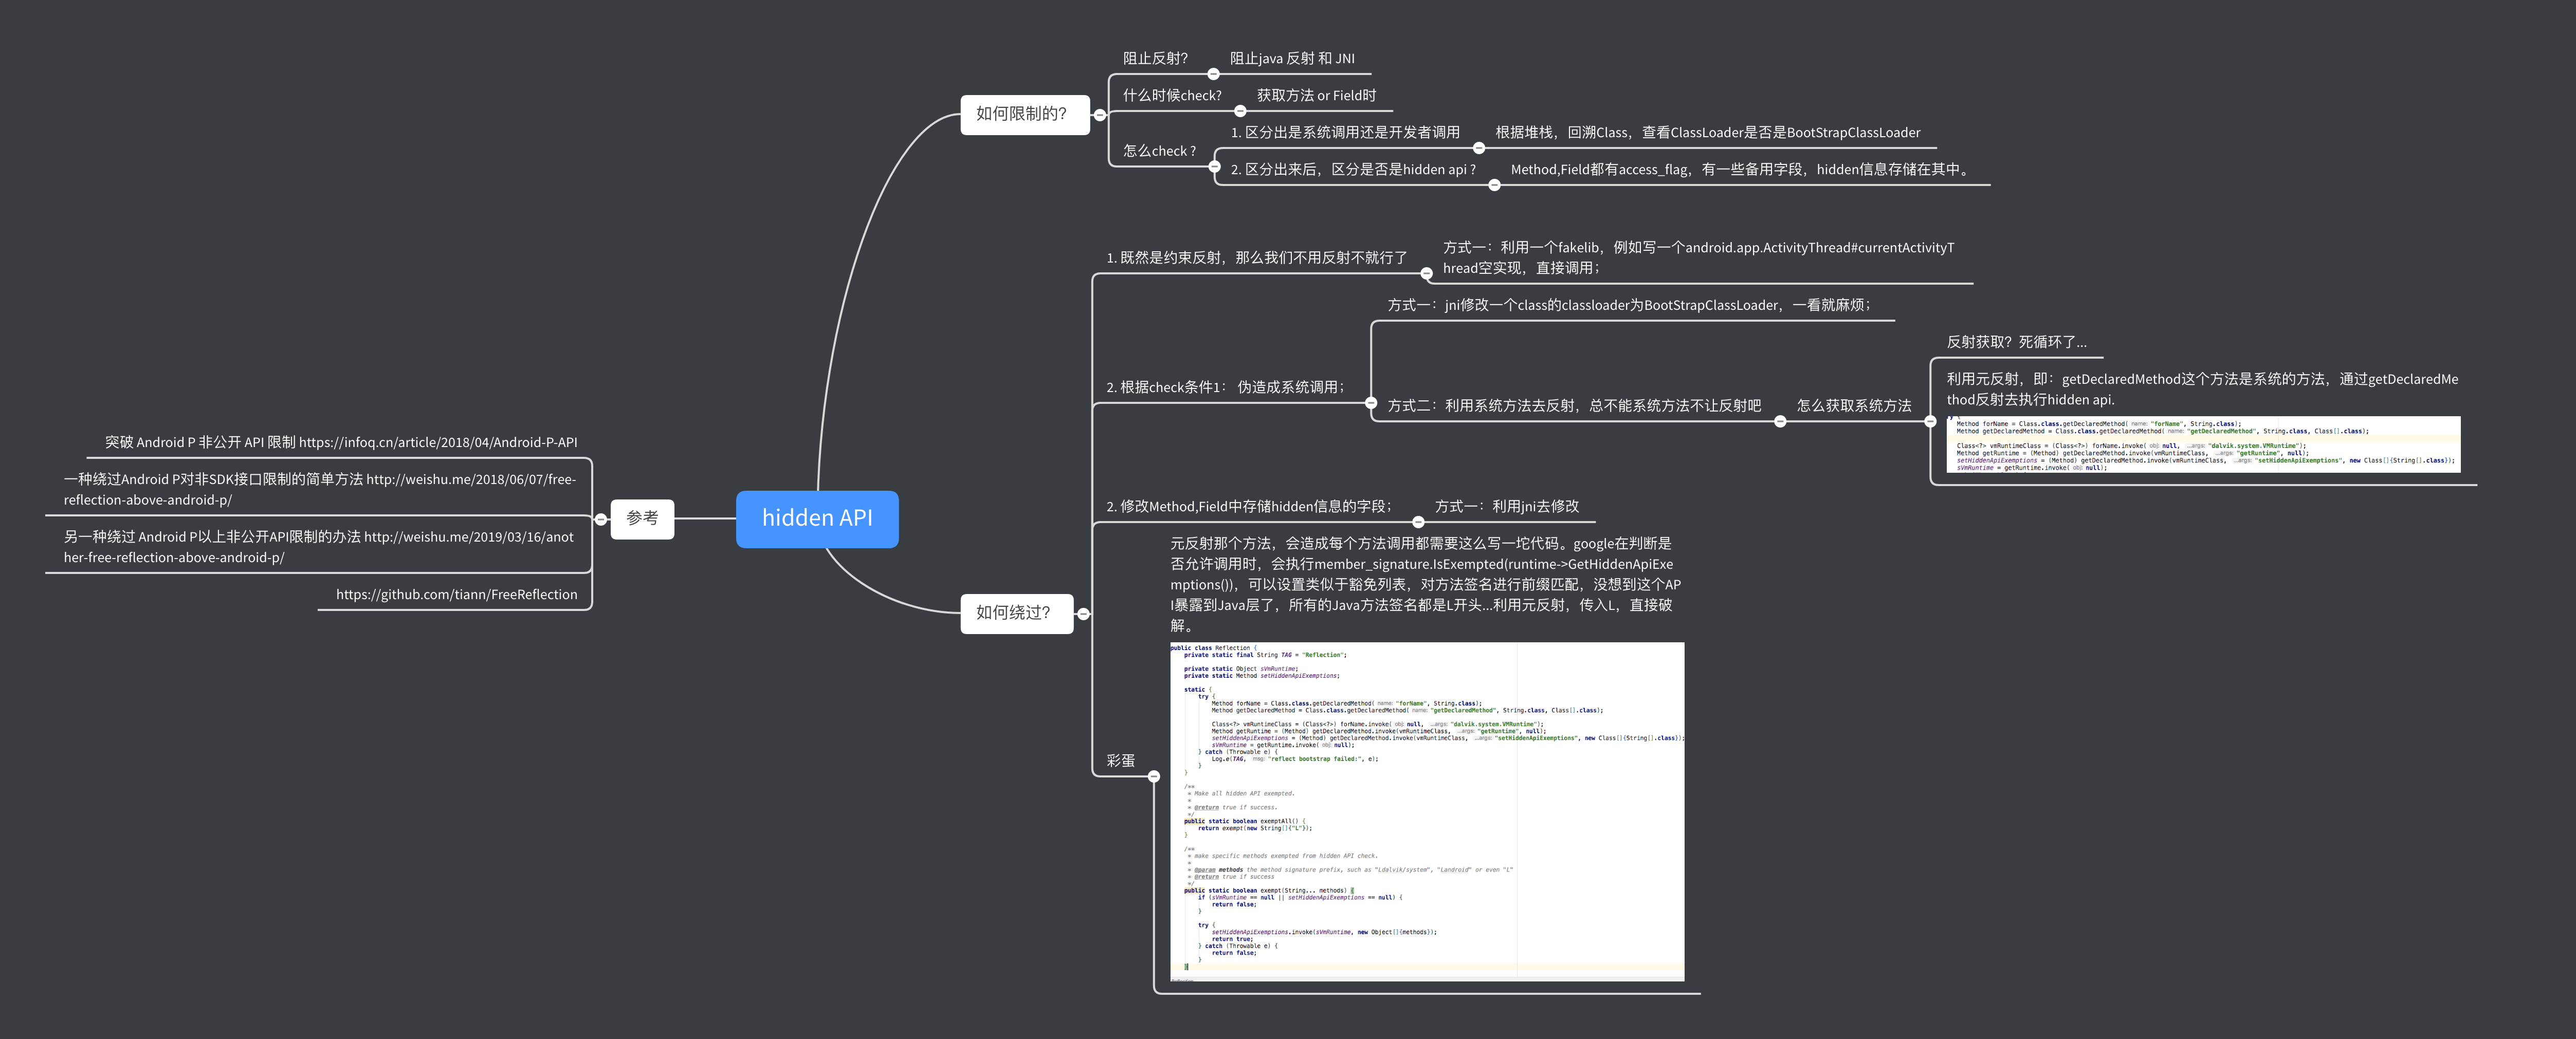 hidden API
如何限制的？
阻止反射？
阻止java 反射 和 JNI
什么时候check?
获取方法 or Field时
怎么check ?
1. 区分出是系统调用还是开发者调用
根据堆栈，回溯Class，查看ClassLoader是否是BootStrapClassLoader
2. 区分出来后，区分是否是hidden api ?
Method,Field都有access_flag，有一些备用字段，hidden信息存储在其中。
如何绕过？
1. 既然是约束反射，那么我们不用反射不就行了
方式一：利用一个fakelib，例如写一个android.app.ActivityThread#currentActivityT
hread空实现，直接调用；
2. 根据check条件1： 伪造成系统调用；
方式一：jni修改一个class的classloader为BootStrapClassLoader，一看就麻烦；
方式二：利用系统方法去反射，总不能系统方法不让反射吧
怎么获取系统方法
反射获取？死循环了...
利用元反射，即：getDeclaredMethod这个方法是系统的方法，通过getDeclaredMe
thod反射去执行hidden api.
Method forName = Class.class.getDeclaredMethod( name: "forName", String.class);
Method getDeclaredMethod = Class.class.getDeclaredMethod( name: "getDeclaredMethod", String.class, Class[].class);
Class<?> vmRuntimeClass = (Class<?>) forName.invoke( obj: null, ...args: "dalvik.system.VMRuntime");
Method getRuntime = (Method) getDeclaredMethod.invoke(vmRuntimeClass, ...args: "getRuntime", null);
setHiddenApiExemptions = (Method) getDeclaredMethod.invoke(vmRuntimeClass, ...args: "setHiddenApiExemptions", new Class[]{String[].class});
sVmRuntime = getRuntime.invoke( obj: null);
2. 修改Method,Field中存储hidden信息的字段；
方式一：利用jni去修改
彩蛋
元反射那个方法，会造成每个方法调用都需要这么写一坨代码。google在判断是
否允许调用时，会执行member_signature.IsExempted(runtime->GetHiddenApiExe
mptions())，可以设置类似于豁免列表，对方法签名进行前缀匹配，没想到这个AP
I暴露到Java层了，所有的Java方法签名都是L开头...利用元反射，传入L，直接破
解。
public class Reflection {
private static final String TAG = "Reflection";
private static Object sVmRuntime;
private static Method setHiddenApiExemptions;
static {
try {
Method forName = Class.class.getDeclaredMethod( name: "forName", String.class);
Method getDeclaredMethod = Class.class.getDeclaredMethod( name: "getDeclaredMethod", String.class, Class[].class);
Class<?> vmRuntimeClass = (Class<?>) forName.invoke( obj: null, ...args: "dalvik.system.VMRuntime");
Method getRuntime = (Method) getDeclaredMethod.invoke(vmRuntimeClass, ...args: "getRuntime", null);
setHiddenApiExemptions = (Method) getDeclaredMethod.invoke(vmRuntimeClass, ...args: "setHiddenApiExemptions", new Class[]{String[].class});
sVmRuntime = getRuntime.invoke( obj: null);
} catch (Throwable e) {
Log.e(TAG, msg: "reflect bootstrap failed:", e);
}
}
/**
* Make all hidden API exempted.
*
* @return true if success.
*/
public static boolean exemptAll() {
return exempt(new String[]{"L"});
}
/**
* make specific methods exempted from hidden API check.
*
* @param methods the method signature prefix, such as "Ldalvik/system", "Landroid" or even "L"
* @return true if success
*/
public static boolean exempt(String... methods) {
if (sVmRuntime == null || setHiddenApiExemptions == null) {
return false;
}
try {
setHiddenApiExemptions.invoke(sVmRuntime, new Object[]{methods});
return true;
} catch (Throwable e) {
return false;
}
}
参考
突破 Android P 非公开 API 限制 https://infoq.cn/article/2018/04/Android-P-API
一种绕过Android P对非SDK接口限制的简单方法 http://weishu.me/2018/06/07/free-
reflection-above-android-p/
另一种绕过 Android P以上非公开API限制的办法 http://weishu.me/2019/03/16/anot
her-free-reflection-above-android-p/
https://github.com/tiann/FreeReflection